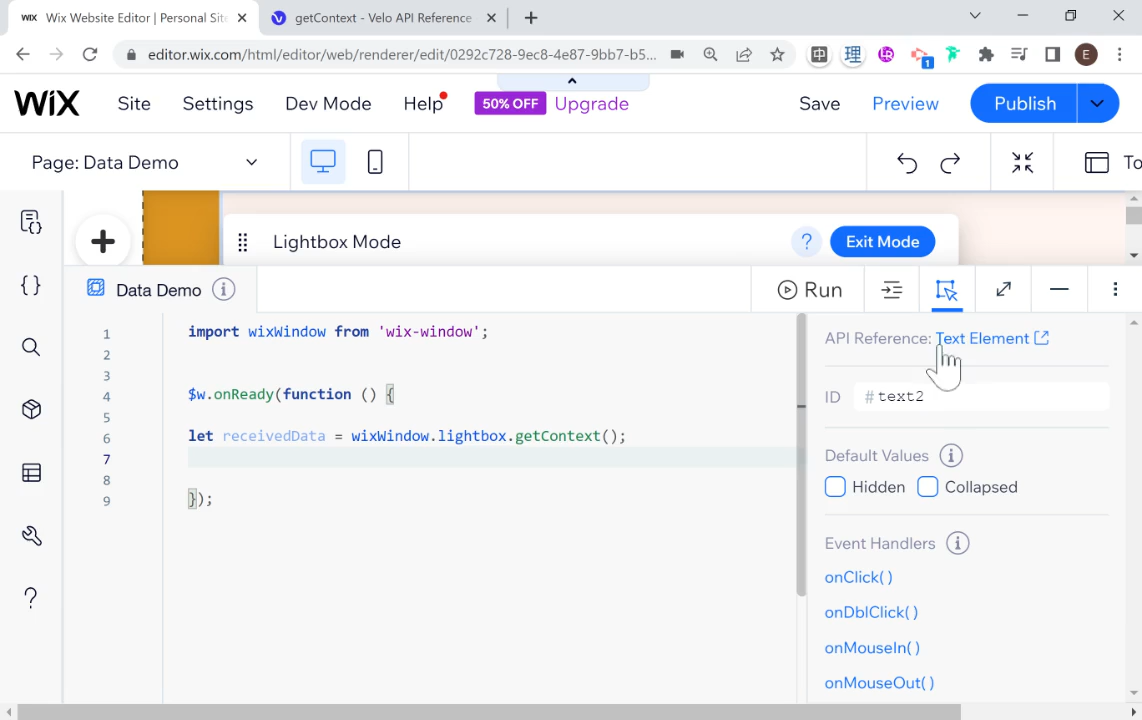 WiX Wix Website Editor | Personal Site
getContext - Velo API Reference
editor.wix.com/html/editor/web/renderer/edit/0292c728-9ec8-4e87-9bb7-b5...
中
理
1
E
WiX
Site
Settings
Dev Mode
Help
50% OFF
Upgrade
Save
Preview
Publish
Page: Data Demo
To
Lightbox Mode
?
Exit Mode
Data Demo
Run
1 import wixWindow from 'wix-window';
2
3
4 $w.onReady(function () {
5
6 let receivedData = wixWindow.lightbox.getContext();
7
8
9 });
API Reference: Text Element
ID #text2
Default Values
Hidden
Collapsed
Event Handlers
onClick( )
onDblClick( )
onMouseIn( )
onMouseOut( )